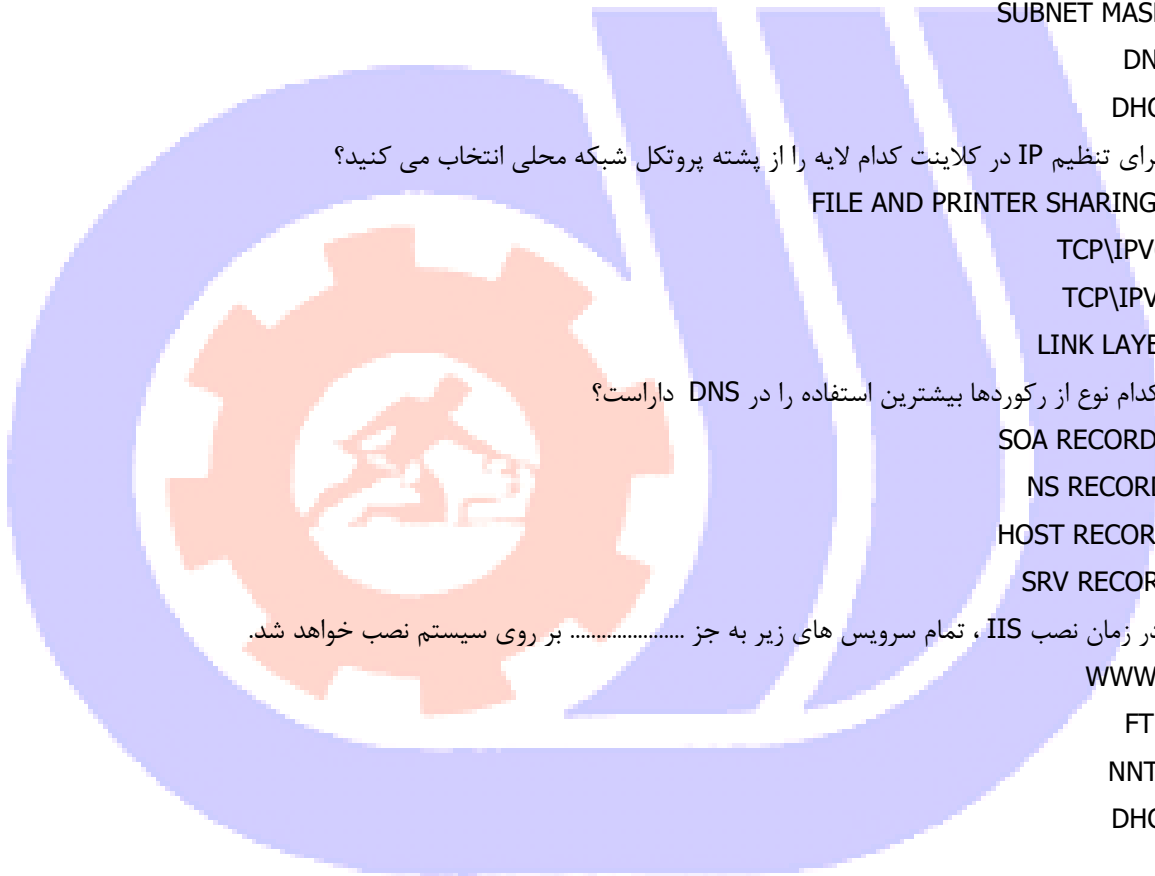 SUBNET MAS
DN
DHC
برای تنظیم IP در کلاینت کدام لایه را از پشته پروتکل شبکه محلی انتخاب می کنید؟
FILE AND PRINTER SHARING
TCP\IPV
TCP\IPV
LINK LAYE
کدام نوع از رکوردها بیشترین استفاده را در DNS داراست؟
SOA RECORD
NS RECOR
HOST RECOR
SRV RECOR
در زمان نصب IIS ، تمام سرویس های زیر به جز ..................... بر روی سیستم نصب خواهد شد.
WWW
FT
NNT
DHC